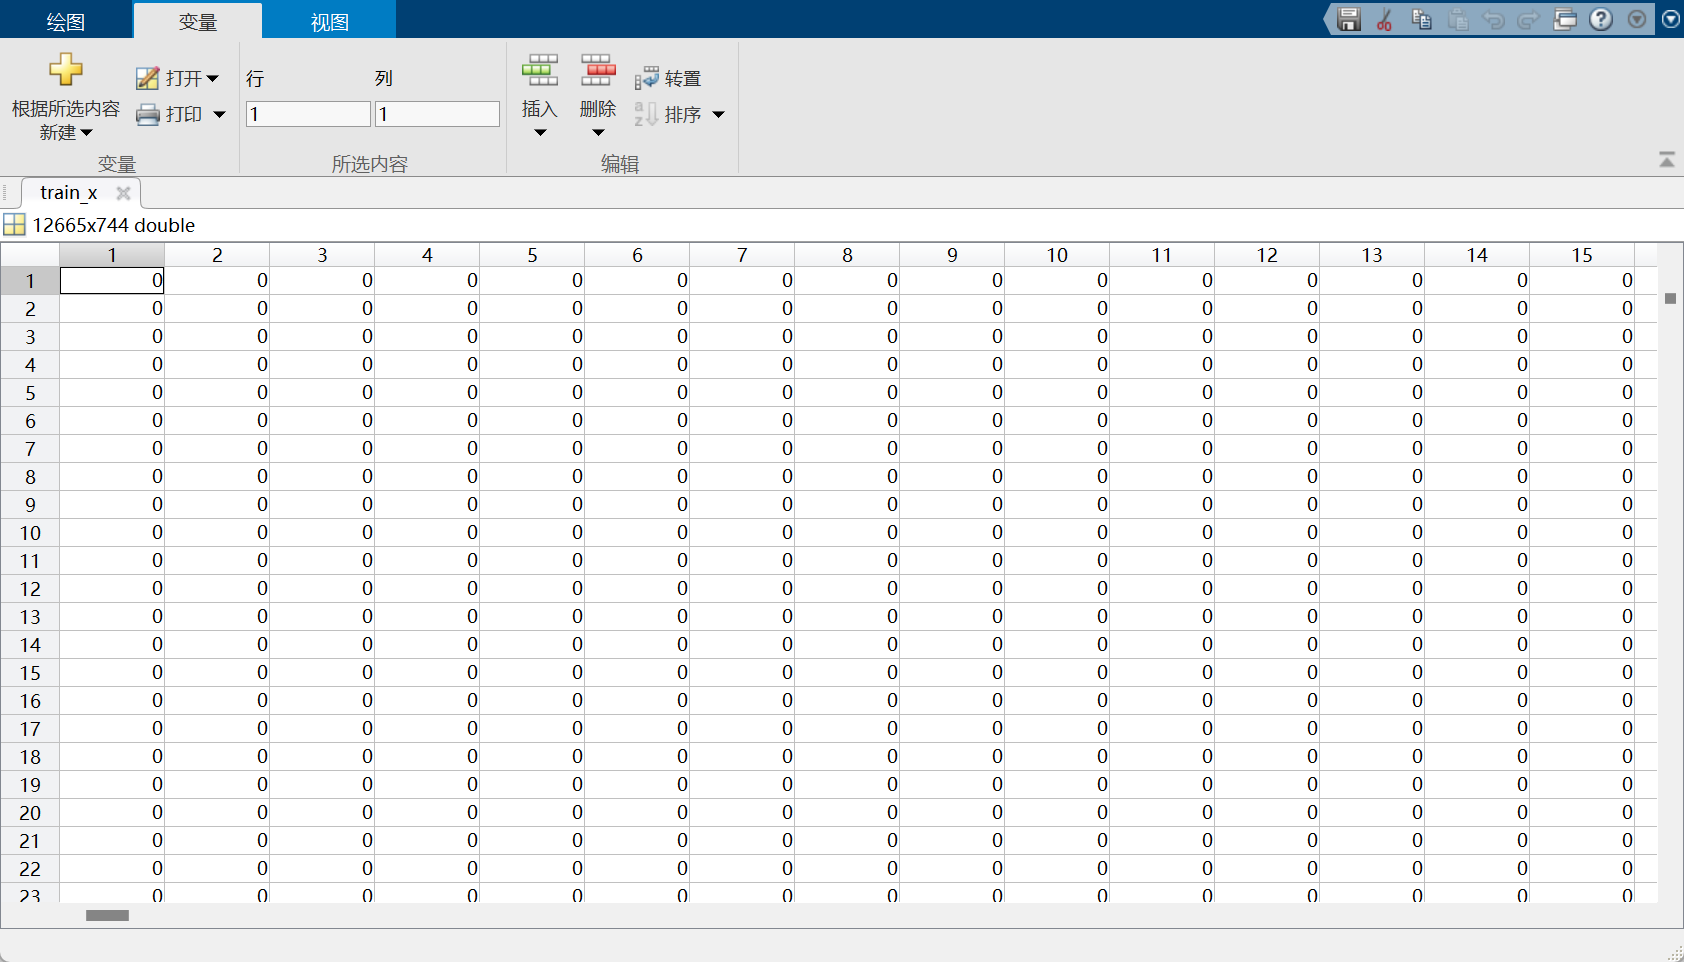 绘图 变量 视图
根据所选内容
新建
打开
打印
变量
行 列
1 1
所选内容
插入 删除 转置
排序
编辑
train_x
12665x744 double
1 2 3 4 5 6 7 8 9 10 11 12 13 14 15
1 0 0 0 0 0 0 0 0 0 0 0 0 0 0 0
2 0 0 0 0 0 0 0 0 0 0 0 0 0 0 0
3 0 0 0 0 0 0 0 0 0 0 0 0 0 0 0
4 0 0 0 0 0 0 0 0 0 0 0 0 0 0 0
5 0 0 0 0 0 0 0 0 0 0 0 0 0 0 0
6 0 0 0 0 0 0 0 0 0 0 0 0 0 0 0
7 0 0 0 0 0 0 0 0 0 0 0 0 0 0 0
8 0 0 0 0 0 0 0 0 0 0 0 0 0 0 0
9 0 0 0 0 0 0 0 0 0 0 0 0 0 0 0
10 0 0 0 0 0 0 0 0 0 0 0 0 0 0 0
11 0 0 0 0 0 0 0 0 0 0 0 0 0 0 0
12 0 0 0 0 0 0 0 0 0 0 0 0 0 0 0
13 0 0 0 0 0 0 0 0 0 0 0 0 0 0 0
14 0 0 0 0 0 0 0 0 0 0 0 0 0 0 0
15 0 0 0 0 0 0 0 0 0 0 0 0 0 0 0
16 0 0 0 0 0 0 0 0 0 0 0 0 0 0 0
17 0 0 0 0 0 0 0 0 0 0 0 0 0 0 0
18 0 0 0 0 0 0 0 0 0 0 0 0 0 0 0
19 0 0 0 0 0 0 0 0 0 0 0 0 0 0 0
20 0 0 0 0 0 0 0 0 0 0 0 0 0 0 0
21 0 0 0 0 0 0 0 0 0 0 0 0 0 0 0
22 0 0 0 0 0 0 0 0 0 0 0 0 0 0 0
23 0 0 0 0 0 0 0 0 0 0 0 0 0 0 0